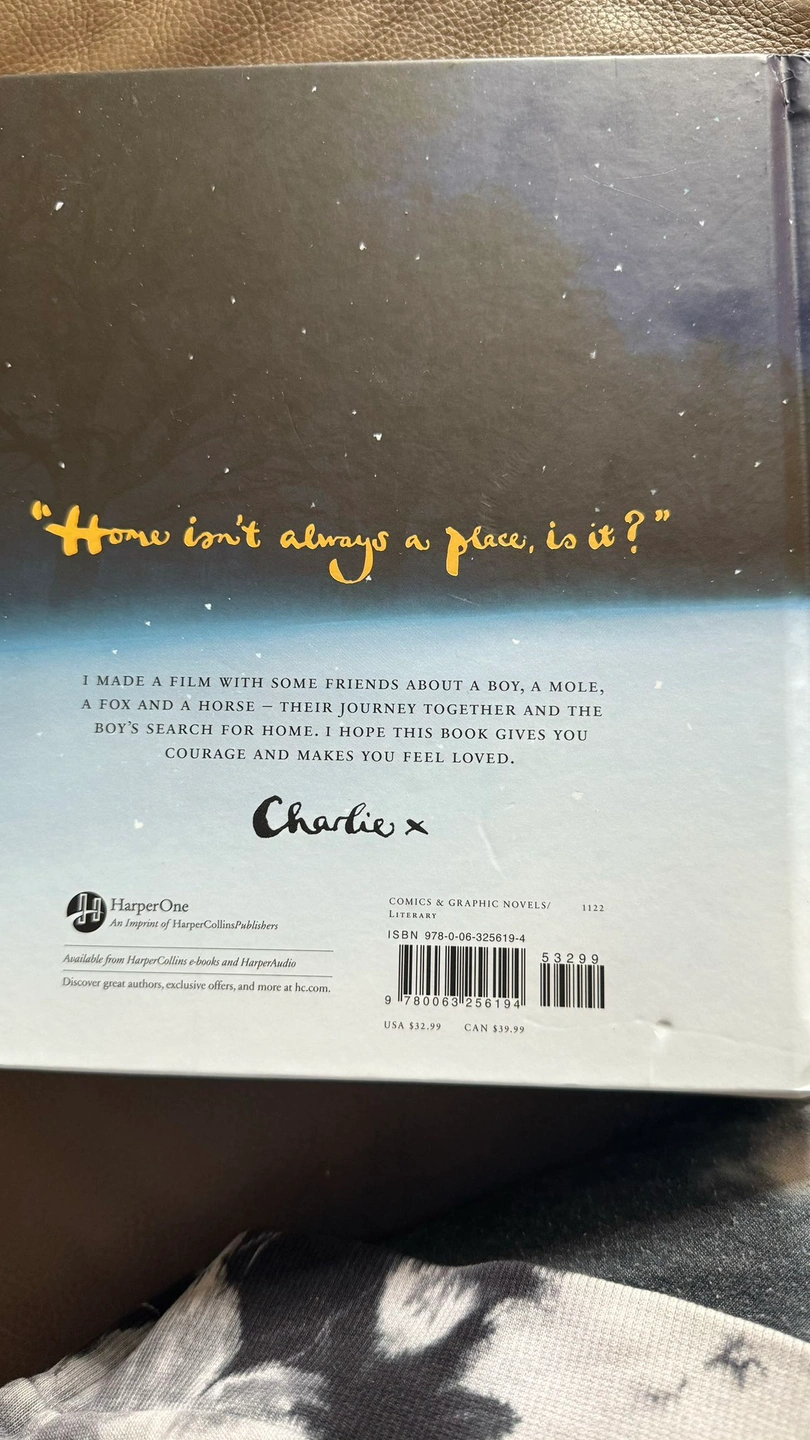 “Home isn't always a place, is it?”
I MADE A FILM WITH SOME FRIENDS ABOUT A BOY, A MOLE,
A FOX AND A HORSE – THEIR JOURNEY TOGETHER AND THE
BOY'S SEARCH FOR HOME. I HOPE THIS BOOK GIVES YOU
COURAGE AND MAKES YOU FEEL LOVED.
Charlie x
HarperOne
An Imprint of HarperCollinsPublishers
Available from HarperCollins e-books and HarperAudio
Discover great authors, exclusive offers, and more at hc.com.
COMICS & GRAPHIC NOVELS/ 1122
LITERARY
ISBN 978-0-06-325619-4
53299
9 780063 256194
USA $32.99 CAN $39.99